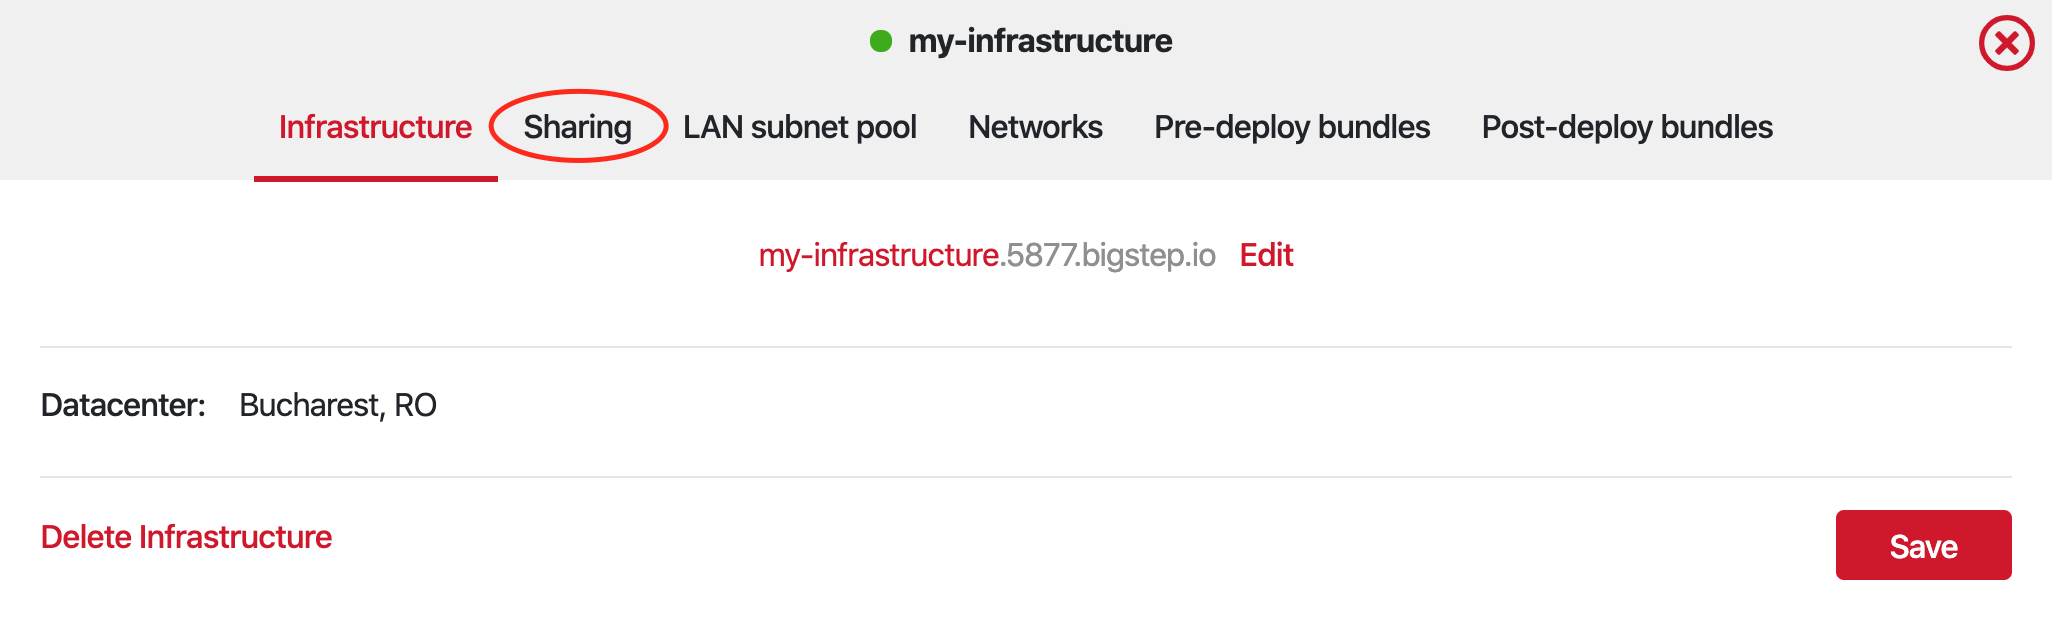 my-infrastructure
Infrastructure Sharing LAN subnet pool Networks Pre-deploy bundles Post-deploy bundles
my-infrastructure.5877.bigstep.io Edit
Datacenter: Bucharest, RO
Delete Infrastructure Save